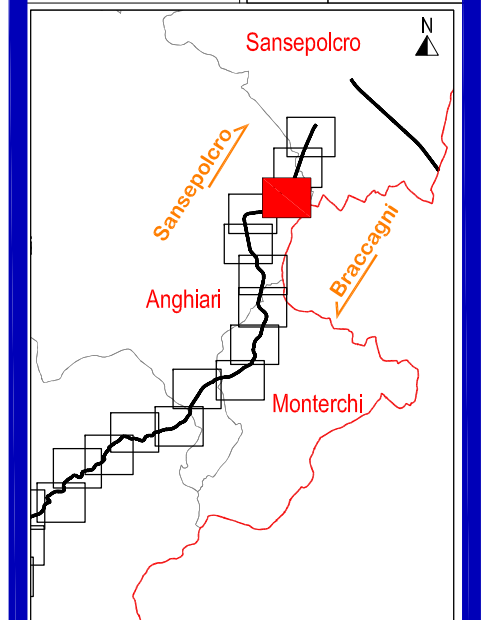 N
Sansepolcro
Sansepolcro
Braccagni
Anghiari
Monterchi